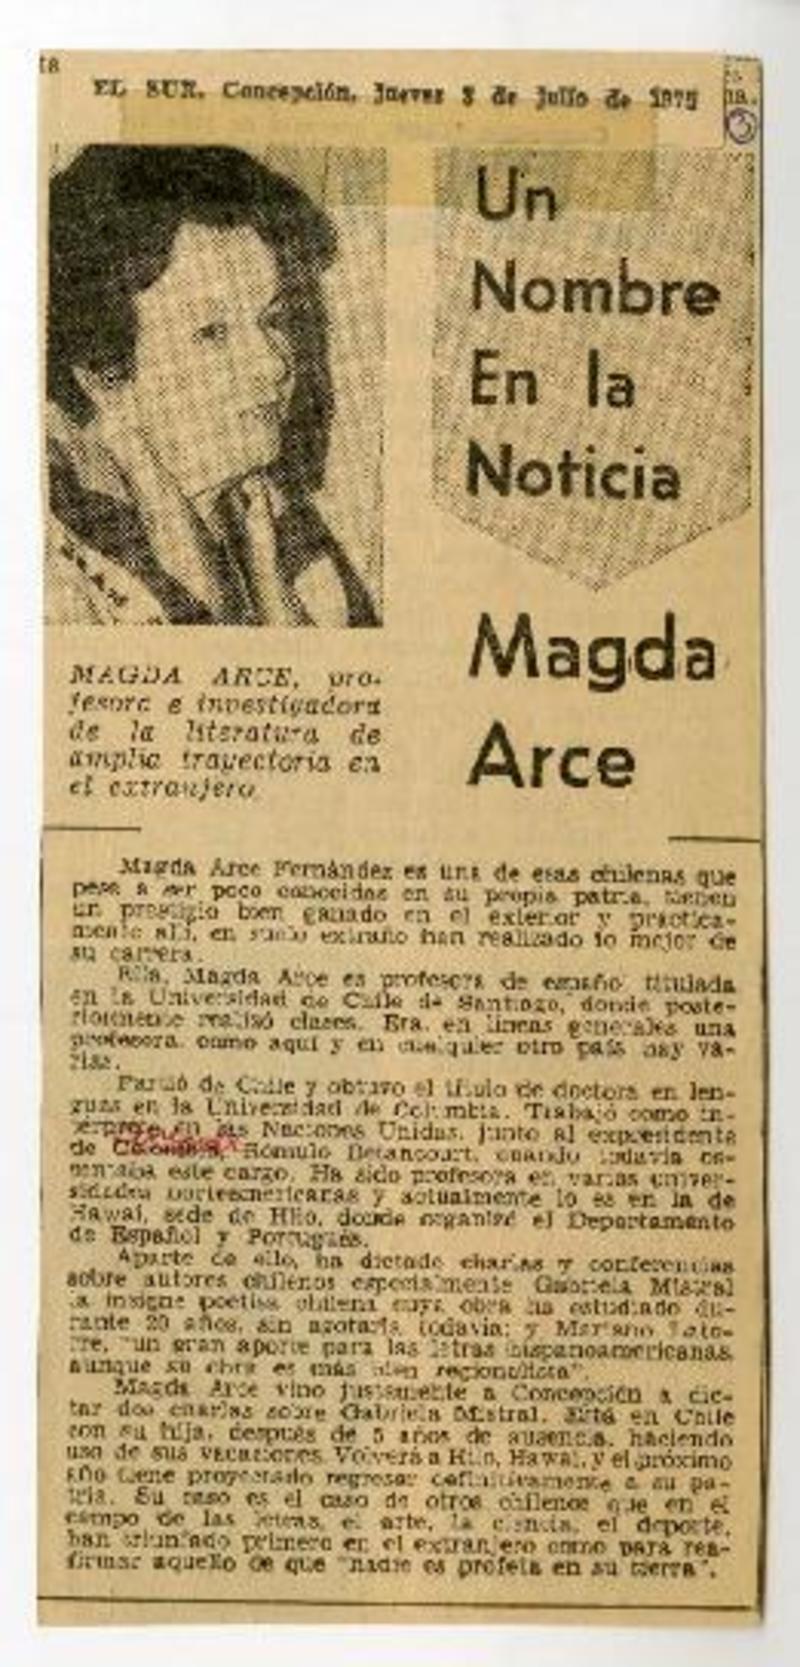 EL SUR. Concepción, Jueves 3 de julio de 1975
3
Un
Nombre
En la
Noticia
Magda
Arce
MAGDA ARCE, pro-
fesora e investigadora
de la literatura de
amplia trayectoria en
el extranjero.
Magda Arce Fernández es una de esas chilenas que
pese a ser poco conocidas en su propia patria, tienen
un prestigio bien ganado en el exterior y práctica-
mente allí, en suelo extraño han realizado lo mejor de
su carrera.
Ella, Magda Arce es profesora de español titulada
en la Universidad de Chile de Santiago, donde poste-
riormente realizó clases. Era, en líneas generales una
profesora, como aquí y en cualquier otro país hay va-
rias.
Partió de Chile y obtuvo el título de doctora en len-
guas en la Universidad de Columbia. Trabajó como in-
térprete en las Naciones Unidas, junto al expresidente
de Colombia, Rómulo Betancourt, cuando todavía os-
tentaba este cargo. Ha sido profesora en varias univer-
sidades norteamericanas y actualmente lo es en la de
Hawai, sede de Hilo, donde organizó el Departamento
de Español y Portugués.
Aparte de ello, ha dictado charlas y conferencias
sobre autores chilenos especialmente Gabriela Mistral
la insigne poetisa chilena cuya obra ha estudiado du-
rante 20 años, sin agotarla todavía; y Mariano Lato-
rre, "un gran aporte para las letras hispanoamericanas,
aunque su obra es más bien regionalista".
Magda Arce vino justamente a Concepción a dic-
tar dos charlas sobre Gabriela Mistral. Está en Chile
con su hija, después de 5 años de ausencia, haciendo
uso de sus vacaciones. Volverá a Hilo, Hawai, y el próximo
año tiene proyectado regresar definitivamente a su pa-
tria. Su caso es el caso de otros chilenos que en el
campo de las letras, el arte, la ciencia, el deporte,
han triunfado primero en el extranjero como para rea-
firmar aquello de que "nadie es profeta en su tierra".